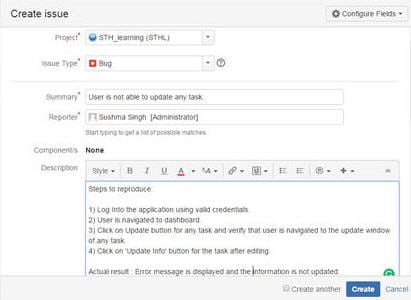 Create issue
Configure Fields
Project* STH_learning (STHL)
Issue Type* Bug
Summary* User is not able to update any task.
Reporter* Sushma Singh [Administrator]
Start typing to get a list of possible matches.
Component/s None
Description Style B I U A
Steps to reproduce:
1) Log Into the application using valid credentials.
2) User is navigated to dashboard.
3) Click on Update button for any task and verify that user is navigated to the update window
of any task.
4) Click on 'Update Info' button for the task after editing.
Actual result : Error message is displayed and the information is not updated.
Create another Create Cancel